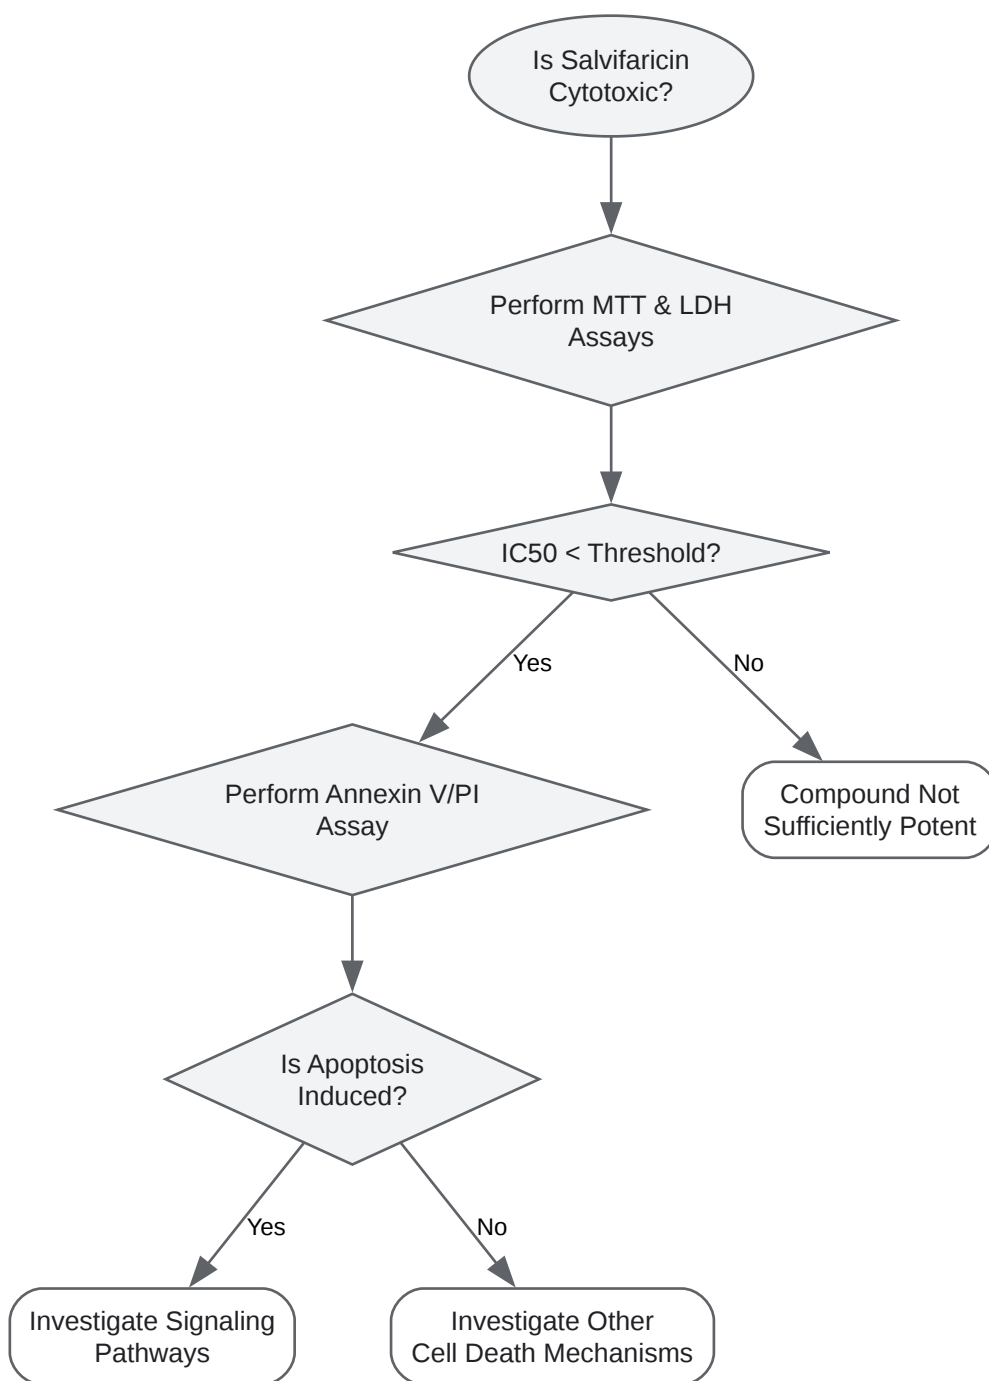 Is Salvifaricin
Cytotoxic?
Perform MTT & LDH
Assays
IC50 < Threshold?
Yes
No
Perform Annexin V/PI
Assay
Compound Not
Sufficiently Potent
Is Apoptosis
Induced?
Yes
No
Investigate Signaling
Pathways
Investigate Other
Cell Death Mechanisms